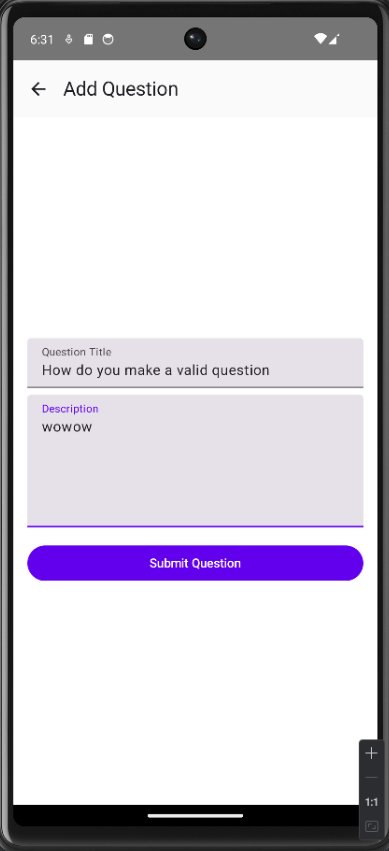 6:31
Add Question
Question Title
How do you make a valid question
Description
wowow
Submit Question
1:1